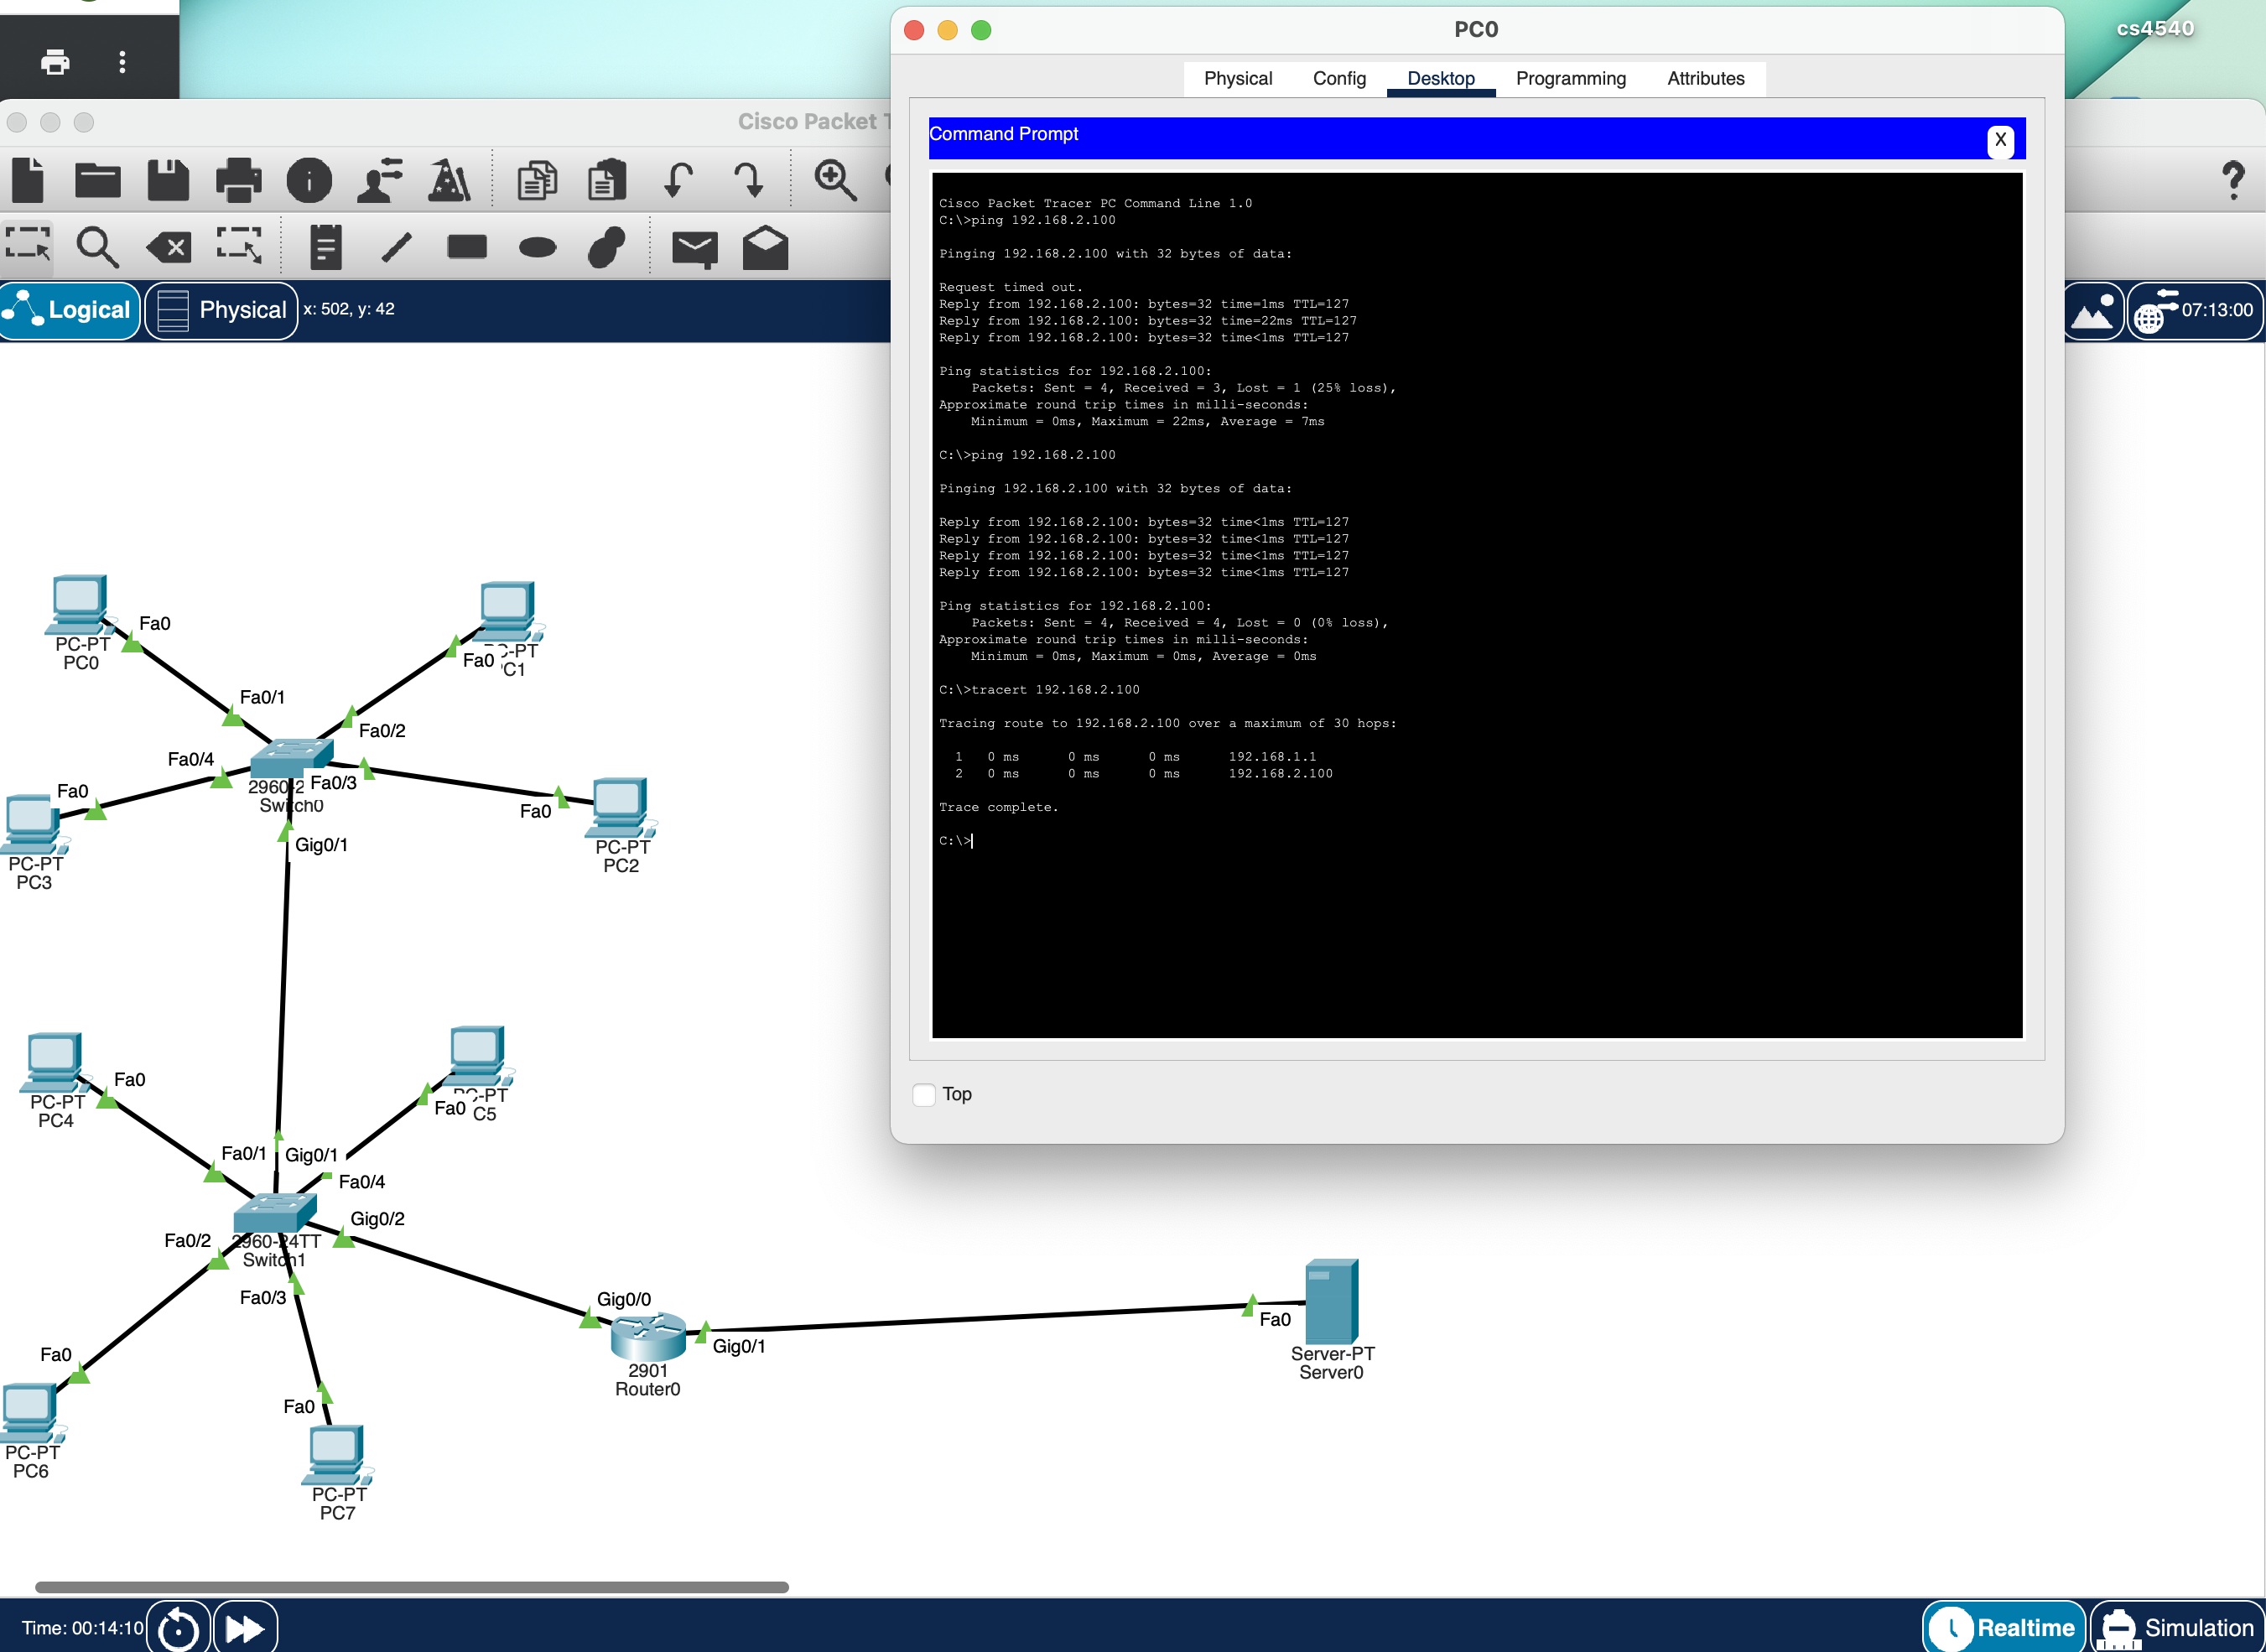 cs4540
PC0
Physical Config Desktop Programming Attributes
Cisco Packet T
Command Prompt
X
?
Cisco Packet Tracer PC Command Line 1.0
C:\>ping 192.168.2.100
Pinging 192.168.2.100 with 32 bytes of data:
Request timed out.
Reply from 192.168.2.100: bytes=32 time=1ms TTL=127
Reply from 192.168.2.100: bytes=32 time=22ms TTL=127
Reply from 192.168.2.100: bytes=32 time<1ms TTL=127
Ping statistics for 192.168.2.100:
Packets: Sent = 4, Received = 3, Lost = 1 (25% loss),
Approximate round trip times in milli-seconds:
Minimum = 0ms, Maximum = 22ms, Average = 7ms
C:\>ping 192.168.2.100
Pinging 192.168.2.100 with 32 bytes of data:
Reply from 192.168.2.100: bytes=32 time<1ms TTL=127
Reply from 192.168.2.100: bytes=32 time<1ms TTL=127
Reply from 192.168.2.100: bytes=32 time<1ms TTL=127
Reply from 192.168.2.100: bytes=32 time<1ms TTL=127
Ping statistics for 192.168.2.100:
Packets: Sent = 4, Received = 4, Lost = 0 (0% loss),
Approximate round trip times in milli-seconds:
Minimum = 0ms, Maximum = 0ms, Average = 0ms
C:\>tracert 192.168.2.100
Tracing route to 192.168.2.100 over a maximum of 30 hops:
1 0 ms 0 ms 0 ms 192.168.1.1
2 0 ms 0 ms 0 ms 192.168.2.100
Trace complete.
C:\>
Top
Logical Physical x: 502, y: 42
07:13:00
Fa0
PC-PT
PC0
Fa0
C-PT
C1
Fa0/1
Fa0/2
Fa0/4
Fa0/3
2960-2
Switch0
Fa0
PC-PT
PC3
Fa0
PC-PT
PC2
Gig0/1
Fa0
PC-PT
PC4
Fa0
PC-PT
C5
Fa0/1
Gig0/1
Fa0/4
Gig0/2
Fa0/2
2960-24TT
Switch1
Fa0/3
Gig0/0
Gig0/1
2901
Router0
Fa0
Server-PT
Server0
Fa0
PC-PT
PC6
Fa0
PC-PT
PC7
Time: 00:14:10
Realtime Simulation